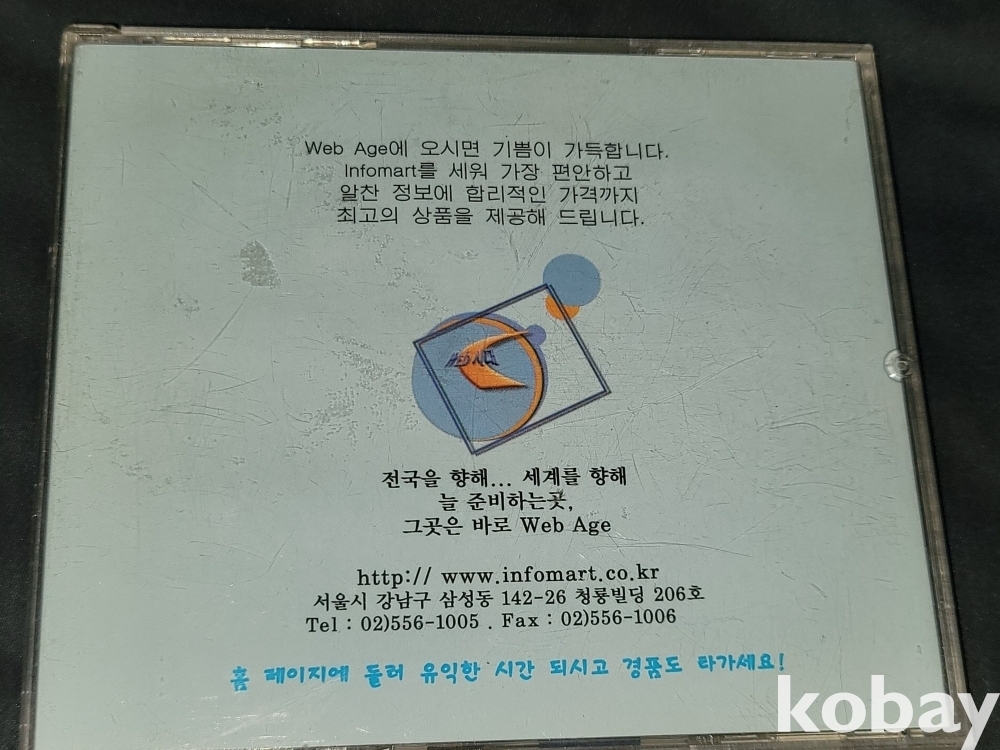 Web Age에 오시면 기쁨이 가득합니다.
Infomart를 세워 가장 편안하고
알찬 정보에 합리적인 가격까지
최고의 상품을 제공해 드립니다.
WEB시대
전국을 향해... 세계를 향해
늘 준비하는곳,
그곳은 바로 Web Age
http:// www.infomart.co.kr
서울시 강남구 삼성동 142-26 청룡빌딩 206호
Tel : 02)556-1005 . Fax : 02)556-1006
홈 페이지에 들러 유익한 시간 되시고 경품도 타가세요!
kobay